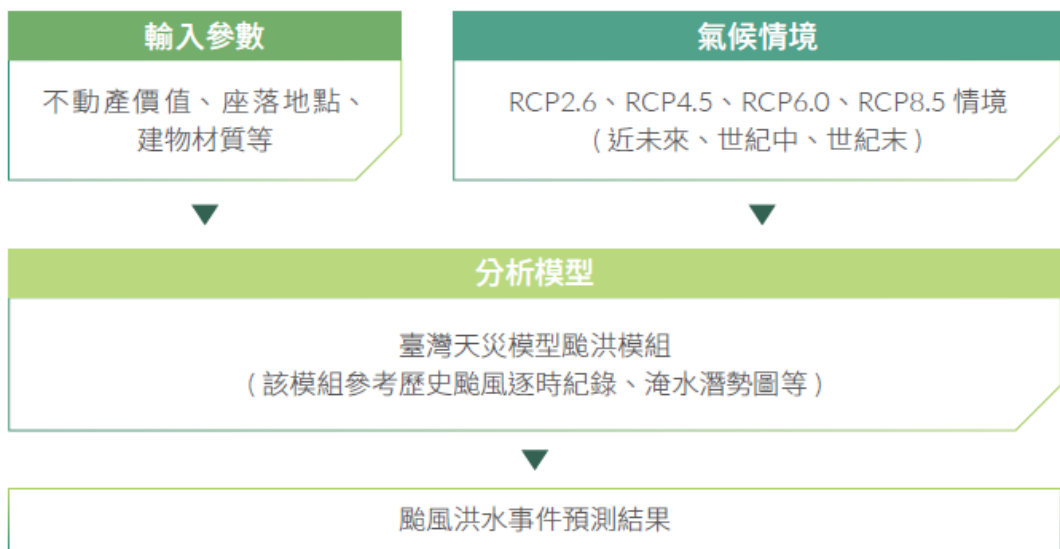 輸入參數
不動產價值、座落地點、
建物材質等
氣候情境
RCP2.6、RCP4.5、RCP6.0、RCP8.5 情境
（近未來、世紀中、世紀末）
分析模型
臺灣天災模型颱洪模組
（該模組參考歷史颱風逐時紀錄、淹水潛勢圖等）
颱風洪水事件預測結果